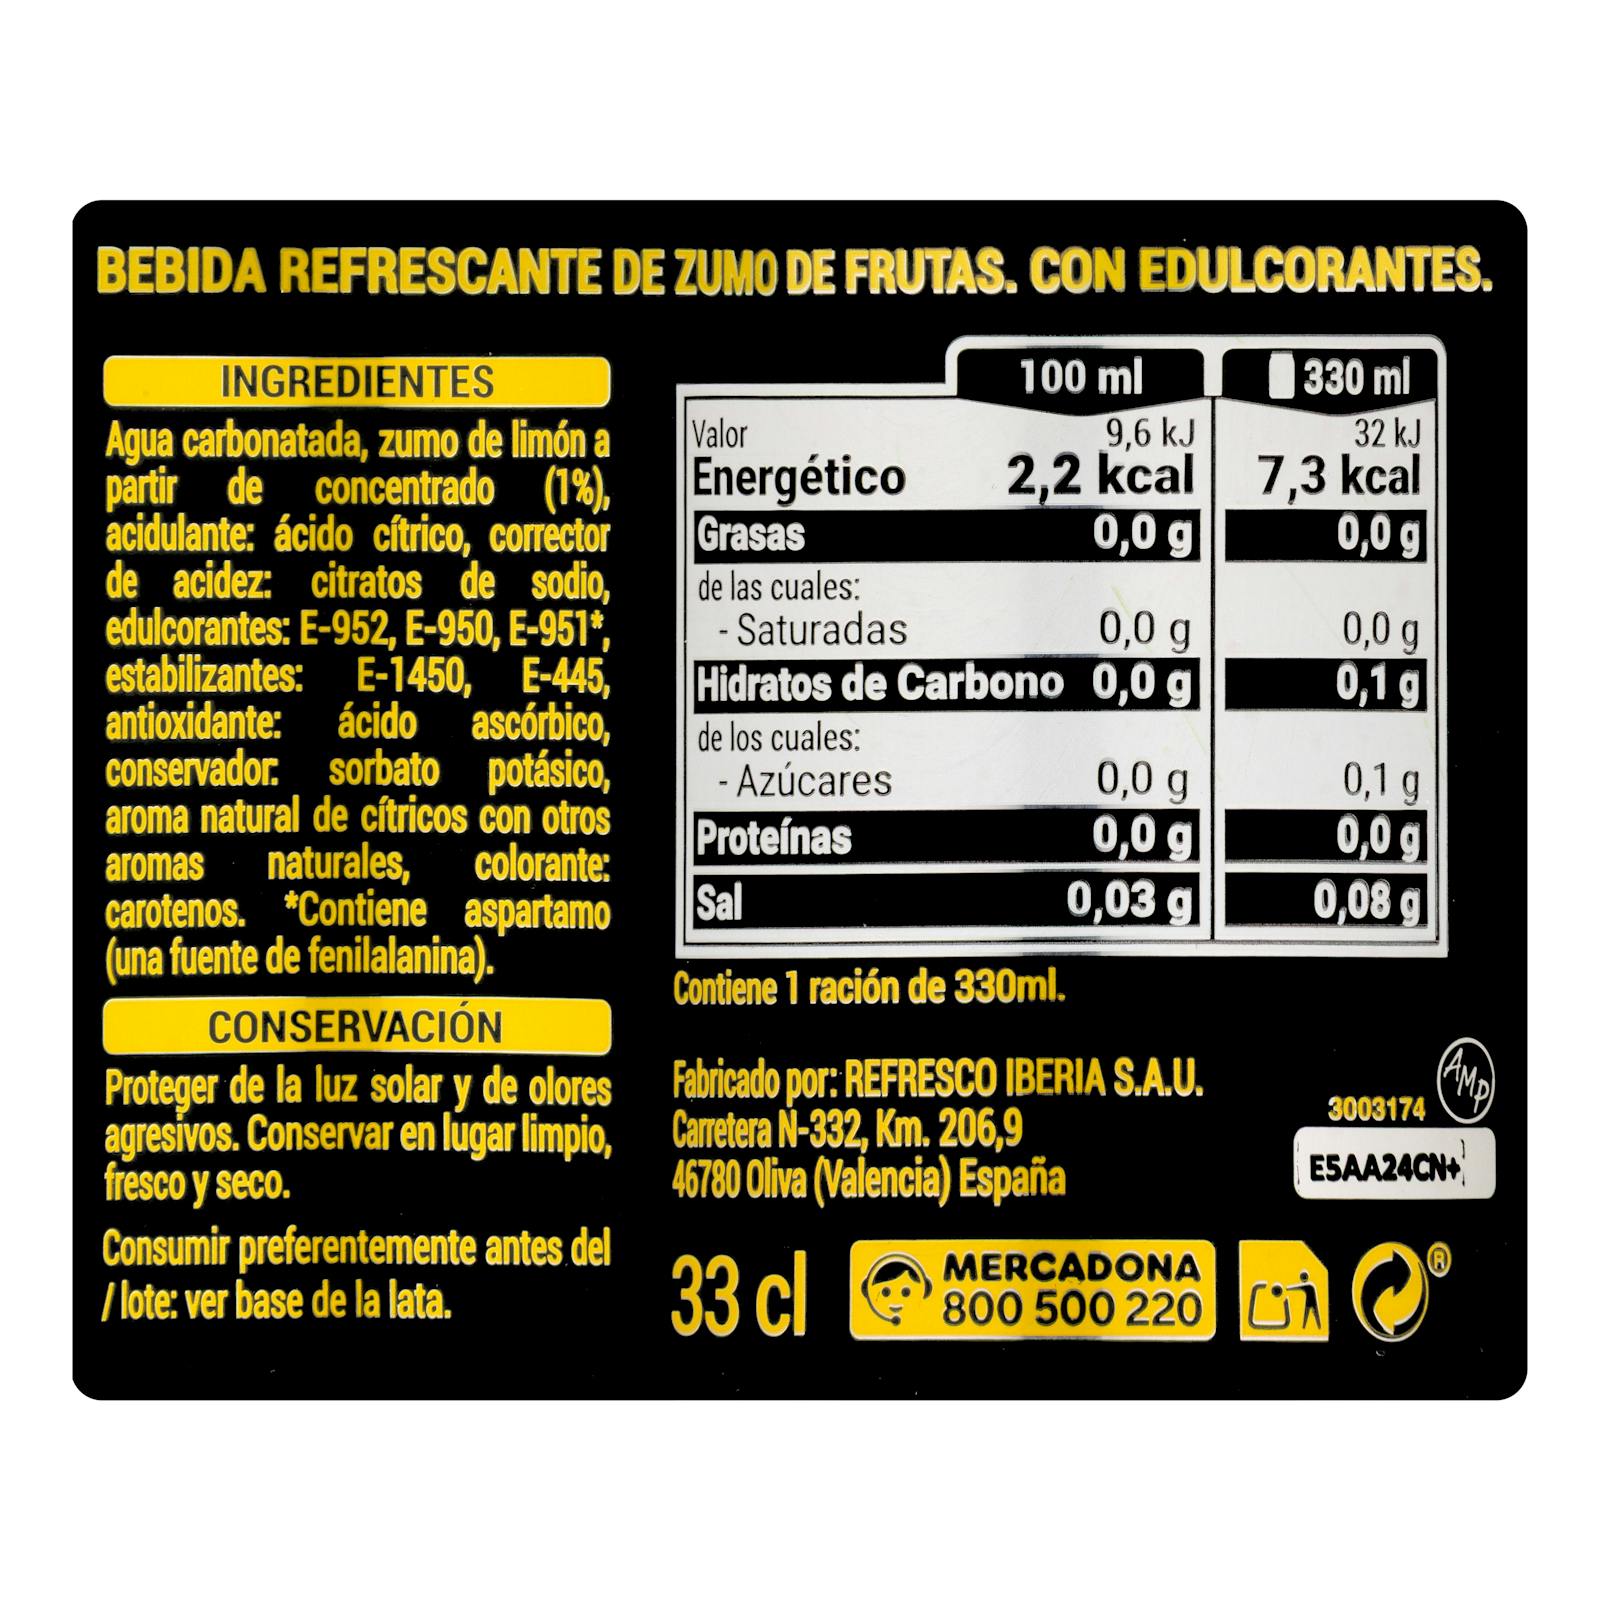 BEBIDA REFRESCANTE DE ZUMO DE FRUTAS. CON EDULCORANTES.
INGREDIENTES
Agua carbonatada, zumo de limón a
partir de concentrado (1%),
acidulante: ácido cítrico, corrector
de acidez: citratos de sodio,
edulcorantes: E-952, E-950, E-951*,
estabilizantes: E-1450, E-445,
antioxidante: ácido ascórbico,
conservador: sorbato potásico,
aroma natural de cítricos con otros
aromas naturales, colorante:
carotenos. *Contiene aspartamo
(una fuente de fenilalanina).
CONSERVACIÓN
Proteger de la luz solar y de olores
agresivos. Conservar en lugar limpio,
fresco y seco.
Consumir preferentemente antes del
/ lote: ver base de la lata.
100 ml 330 ml
Valor 9,6 kJ 32 kJ
Energético 2,2 kcal 7,3 kcal
Grasas 0,0 g 0,0 g
de las cuales:
- Saturadas 0,0 g 0,0 g
Hidratos de Carbono 0,0 g 0,1 g
de los cuales:
- Azúcares 0,0 g 0,1 g
Proteínas 0,0 g 0,0 g
Sal 0,03 g 0,08 g
Contiene 1 ración de 330ml.
Fabricado por: REFRESCO IBERIA S.A.U.
Carretera N-332, Km. 206,9
46780 Oliva (Valencia) España
AMP
3003174
E5AA24CN+
33 cl
MERCADONA
800 500 220
®